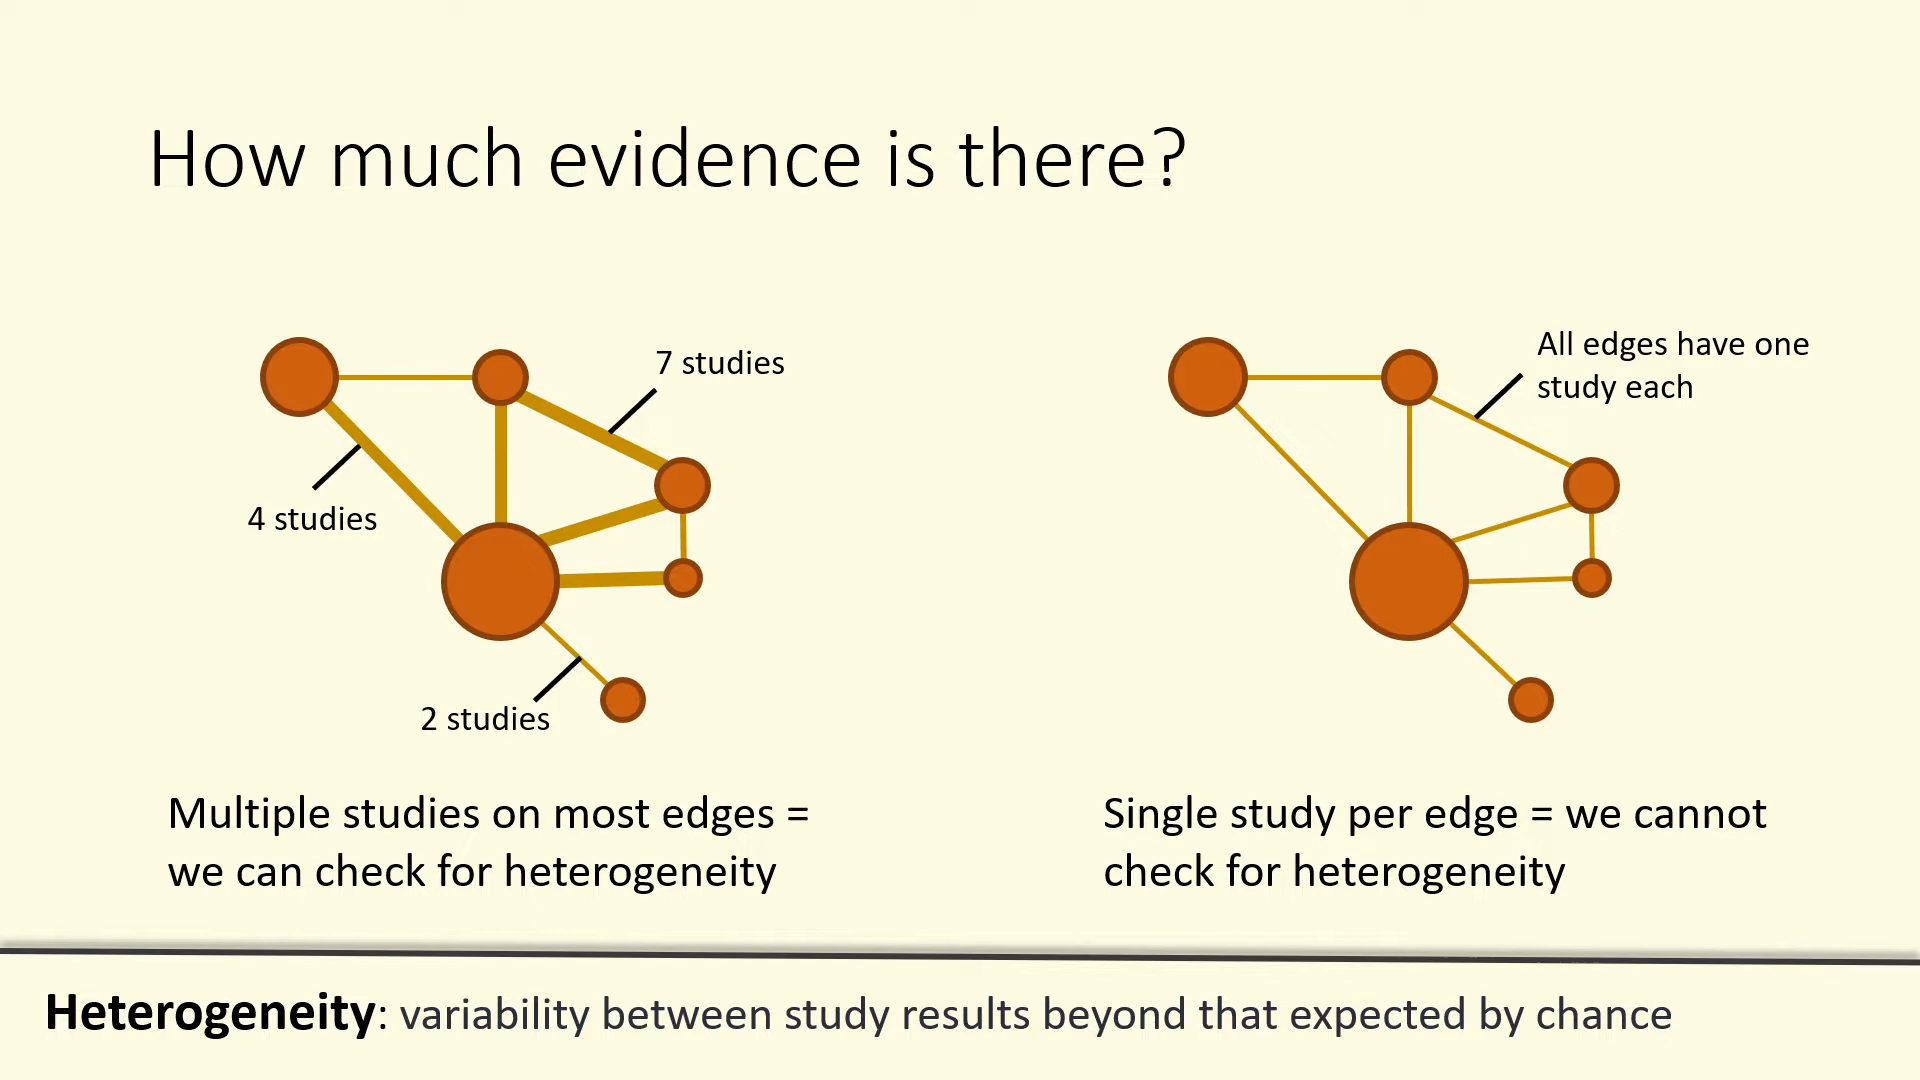 How much evidence is there?
7 studies
4 studies
2 studies
Multiple studies on most edges =
we can check for heterogeneity
All edges have one
study each
Single study per edge = we cannot
check for heterogeneity
Heterogeneity: variability between study results beyond that expected by chance